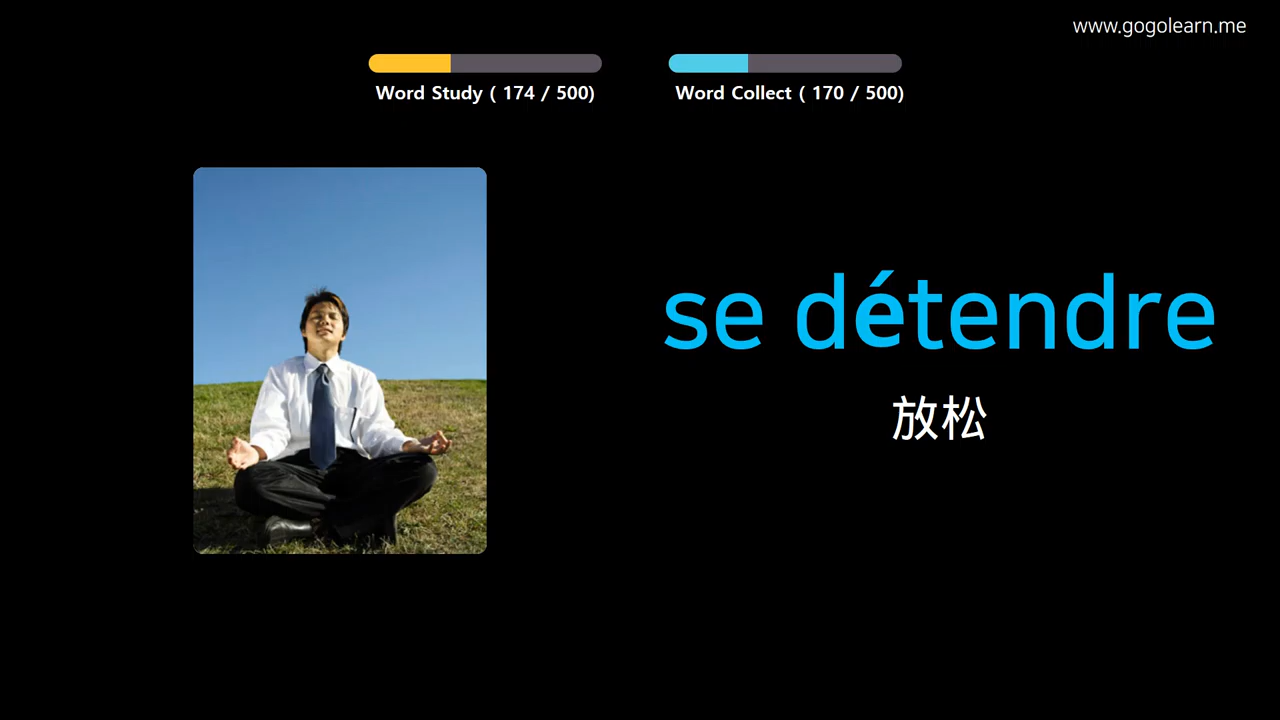 www.gogolearn.me
Word Study ( 174 / 500)
Word Collect ( 170 / 500)
se détendre
放松